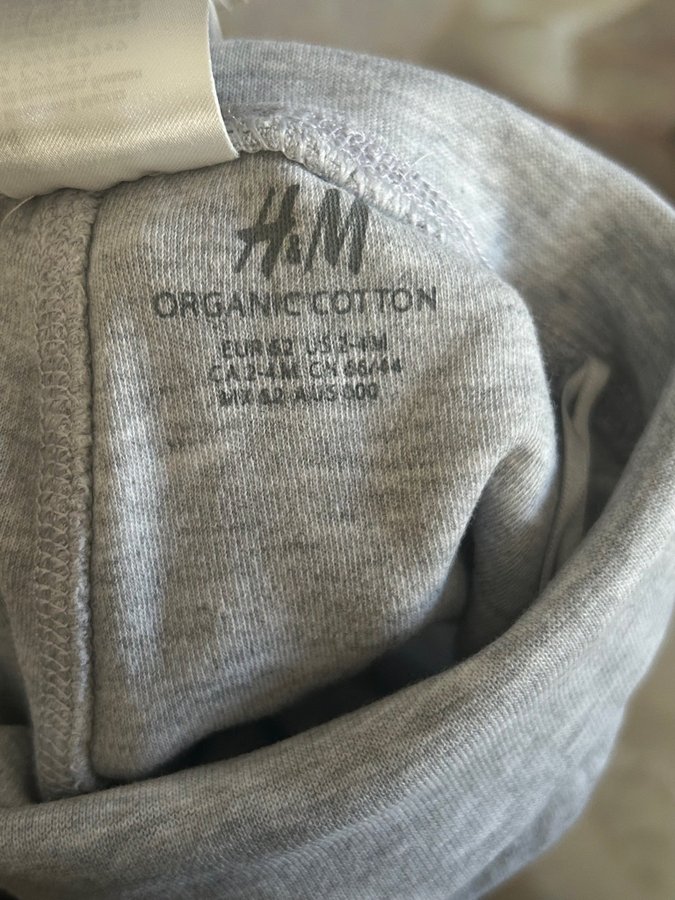 H&M
ORGANIC COTTON
EUR 62 US 2-4M
CA 2-4M CN 66/44
MX 62 AUS 000